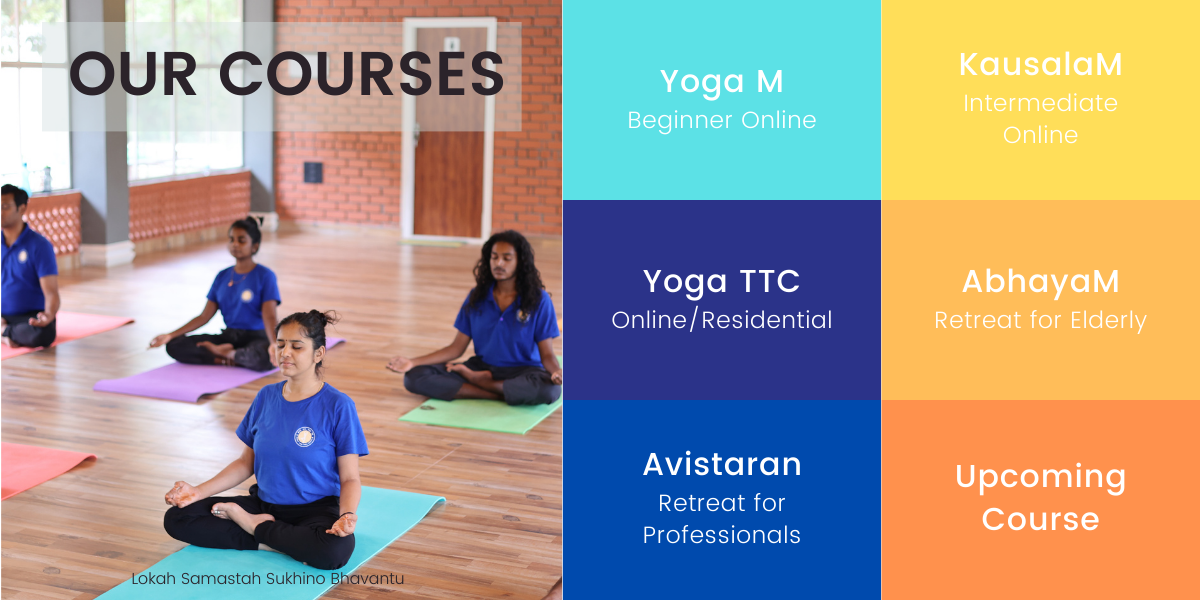 OUR COURSES
Lokah Samastah Sukhino Bhavantu
Yoga M
Beginner Online
KausalaM
Intermediate
Online
Yoga TTC
Online/Residential
AbhayaM
Retreat for Elderly
Avistaran
Retreat for
Professionals
Upcoming
Course